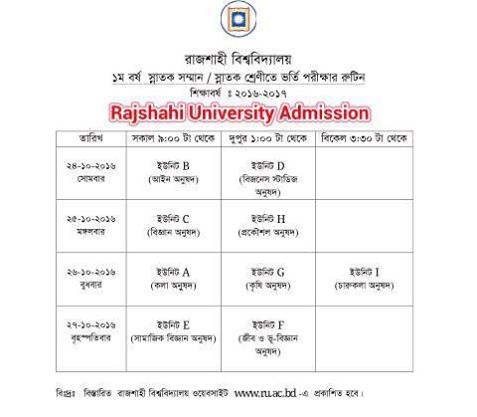 রাজশাহী বিশ্ববিদ্যালয়
১ম বর্ষ স্নাতক সম্মান / স্নাতক শ্রেণীতে ভর্তি পরীক্ষার রুটিন
শিক্ষাবর্ষ ঃ ২০১৬-২০১৭
Rajshahi University Admission
তারিখ সকাল ৯:০০ টা থেকে দুপুর ১:০০ টা থেকে বিকেল ৩:৩০ টা থেকে
২৪-১০-২০১৬ ইউনিট B ইউনিট D
সোমবার (আইন অনুষদ) (বিজনেস স্টাডিজ
অনুষদ)
২৫-১০-২০১৬ ইউনিট C ইউনিট H
মঙ্গলবার (বিজ্ঞান অনুষদ) (প্রকৌশল অনুষদ)
২৬-১০-২০১৬ ইউনিট A ইউনিট G ইউনিট I
বুধবার (কলা অনুষদ) (কৃষি অনুষদ) (চারুকলা অনুষদ)
২৭-১০-২০১৬ ইউনিট E ইউনিট F
বৃহস্পতিবার (সামাজিক বিজ্ঞান অনুষদ) (জীব ও ভূ-বিজ্ঞান
অনুষদ)
বিঃদ্রঃ বিস্তারিত রাজশাহী বিশ্ববিদ্যালয় ওয়েবসাইট www.ru.ac.bd -এ প্রকাশিত হবে।